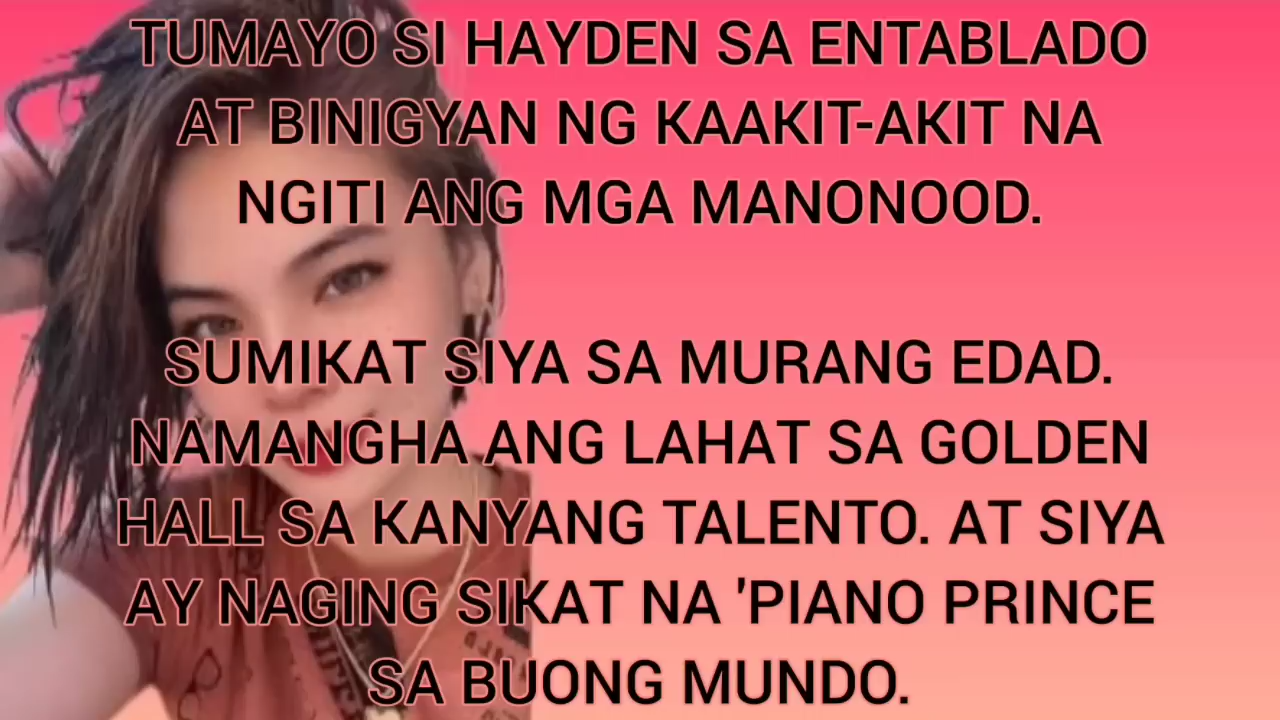 TUMAYO SI HAYDEN SA ENTABLADO
AT BINIGYAN NG KAAKIT-AKIT NA
NGITI ANG MGA MANONOOD.
SUMIKAT SIYA SA MURANG EDAD.
NAMANGHA ANG LAHAT SA GOLDEN
HALL SA KANYANG TALENTO. AT SIYA
AY NAGING SIKAT NA 'PIANO PRINCE
SA BUONG MUNDO.